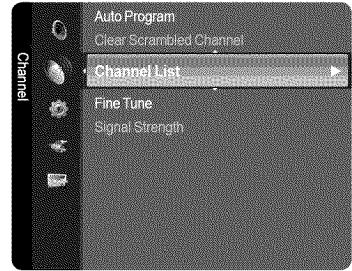 Channel
Auto Program
Clear Scrambled Channel
Channel List
Fine Tune
Signal Strength